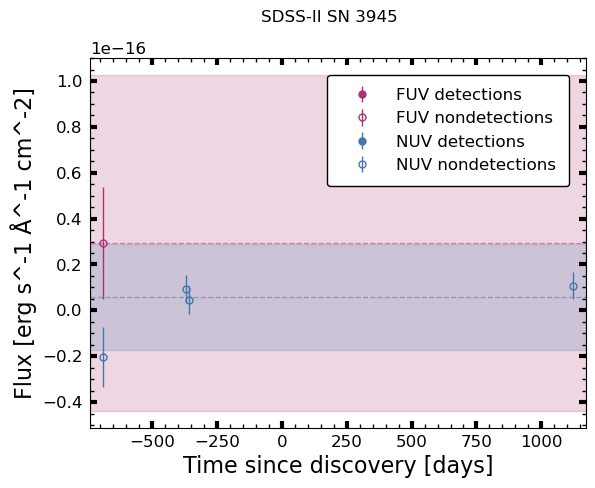 SDSS-II SN 3945
1e−16
FUV detections
FUV nondetections
NUV detections
NUV nondetections
1.0
0.8
0.6
0.4
0.2
0.0
−0.2
−0.4
Flux [erg s^-1 Å^-1 cm^-2]
−500 −250 0 250 500 750 1000
Time since discovery [days]